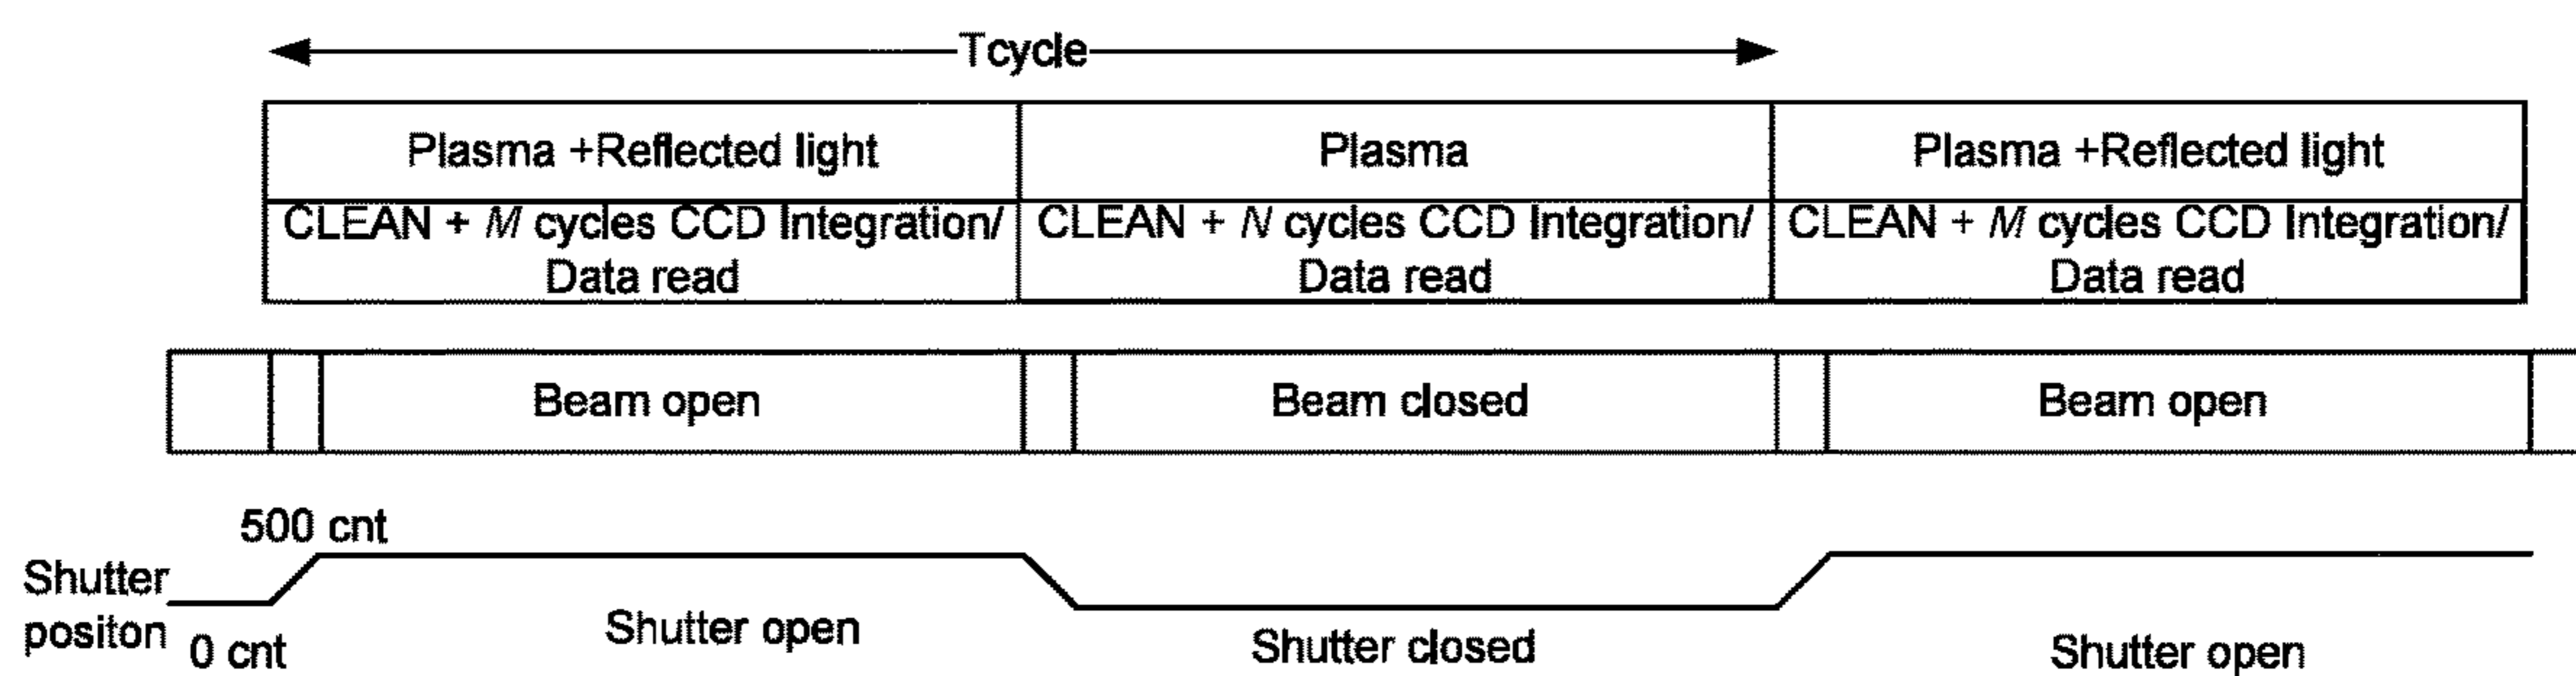 Tcycle
Plasma +Reflected light
Plasma
Plasma +Reflected light
CLEAN + M cycles CCD Integration/
Data read
CLEAN + N cycles CCD Integration/
Data read
CLEAN + M cycles CCD Integration/
Data read
Beam open
Beam closed
Beam open
500 cnt
Shutter
positon
0 cnt
Shutter open
Shutter closed
Shutter open